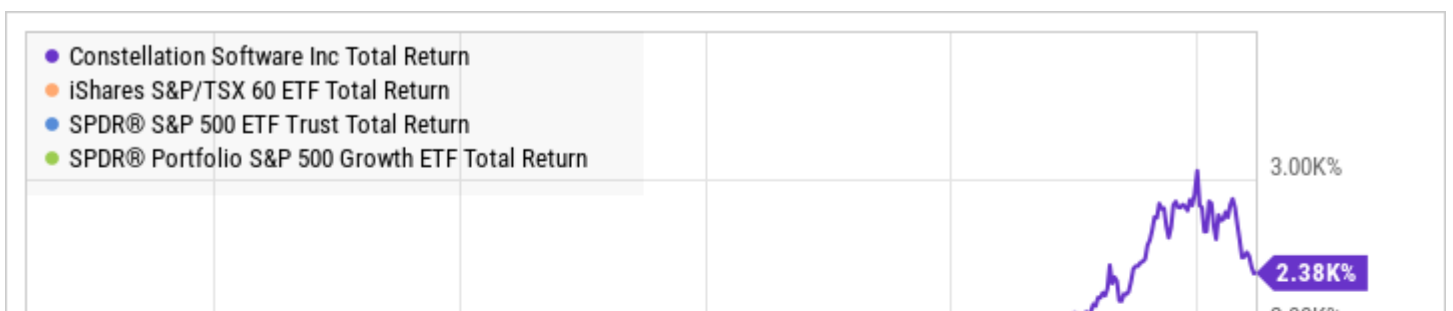 Constellation Software Inc Total Return
iShares S&P/TSX 60 ETF Total Return
SPDR® S&P 500 ETF Trust Total Return
SPDR® Portfolio S&P 500 Growth ETF Total Return
3.00K%
2.38K%